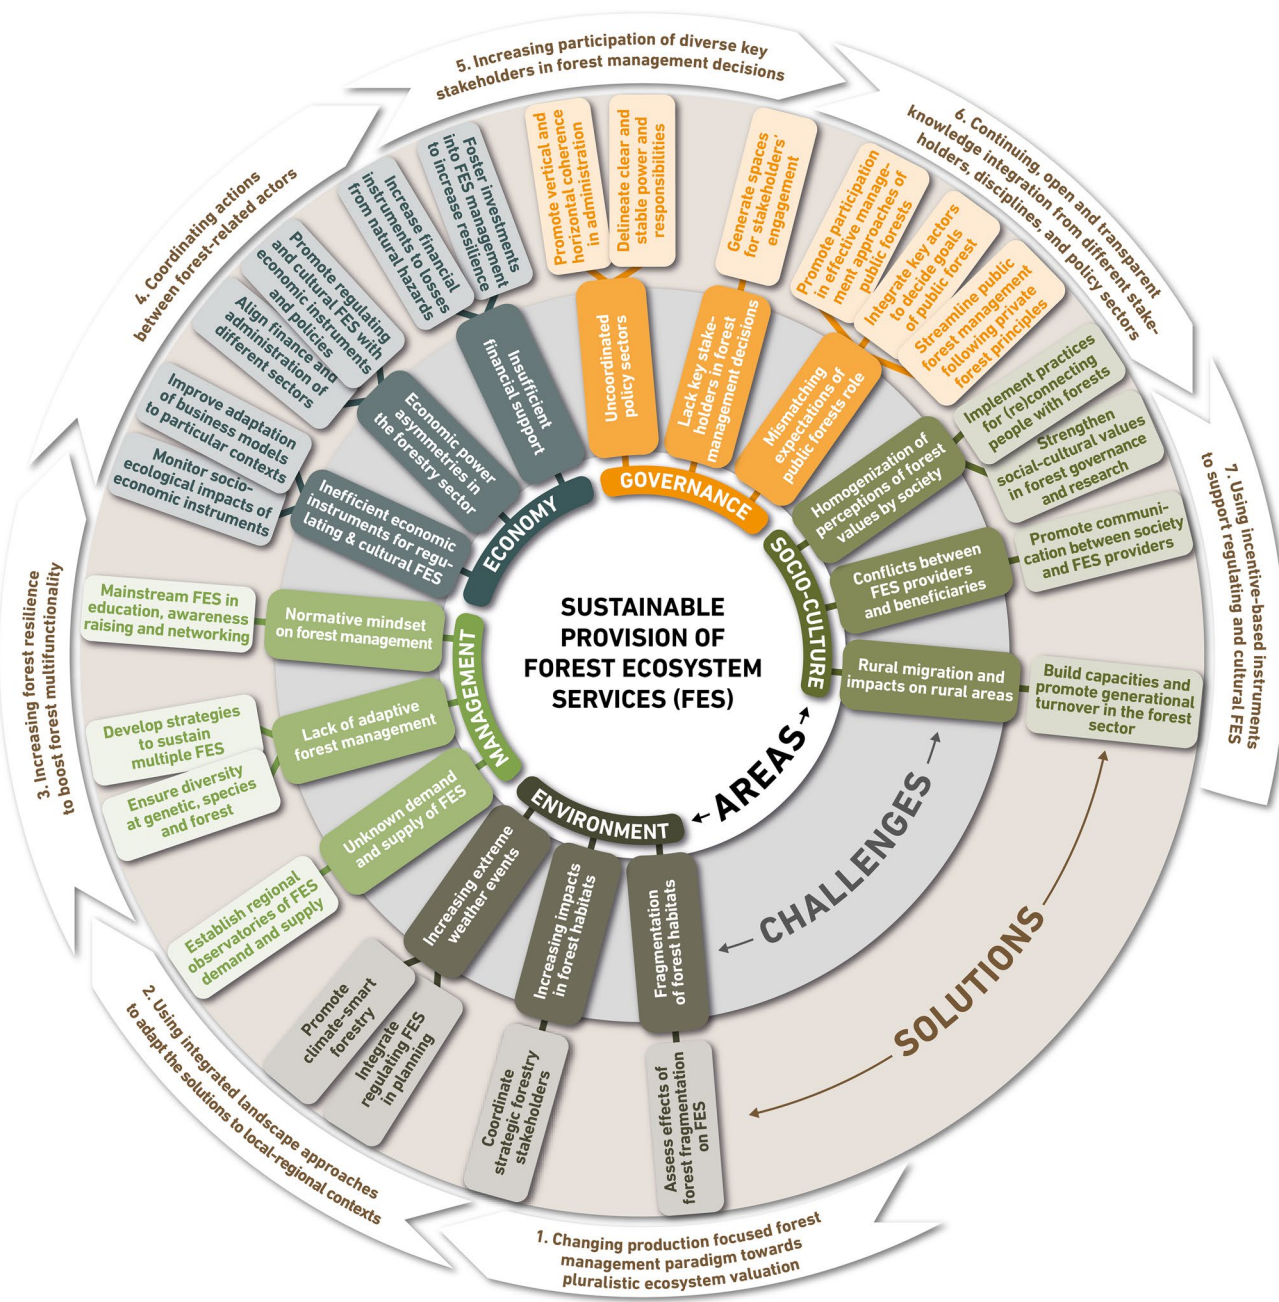 SUSTAINABLE
PROVISION OF
FOREST ECOSYSTEM
SERVICES (FES)
AREAS
CHALLENGES
SOLUTIONS
ENVIRONMENT
Fragmentation
of forest habitats
Assess effects of
forest fragmentation
on FES
Increasing impacts
in forest habitats
Coordinate
strategic forestry
stakeholders
Increasing extreme
weather events
Integrate
regulating FES
in planning
Promote
climate-smart
forestry
MANAGEMENT
Unknown demand
and supply of FES
Establish regional
observatories of FES
demand and supply
Lack of adaptive
forest management
Ensure diversity
at genetic, species
and forest
Develop strategies
to sustain
multiple FES
Normative mindset
on forest management
Mainstream FES in
education, awareness
raising and networking
ECONOMY
Inefficient economic
instruments for regu-
lating & cultural FES
Monitor socio-
ecological impacts of
economic instruments
Improve adaptation
of business models
to particular contexts
Economic power
asymmetries in
the forestry sector
Align finance and
administration of
different sectors
Promote regulating
and cultural FES with
economic instruments
and policies
Insufficient
financial support
Increase financial
instruments to losses
from natural hazards
Foster investments
into FES management
to increase resilience
GOVERNANCE
Uncoordinated
policy sectors
Promote vertical and
horizontal coherence
in administration
Delineate clear and
stable power and
responsibilities
Lack key stake-
holders in forest
management decisions
Generate spaces
for stakeholders'
engagement
Mismatching
expectations of
public forests role
Promote participation
in effective manage-
ment approaches of
public forests
Integrate key actors
to decide goals
of public forest
Streamline public
forest management
following private
forest principles
SOCIO-CULTURE
Homogenization of
perceptions of forest
values by society
Implement practices
for (re)connecting
people with forests
Strengthen
social-cultural values
in forest governance
and research
Conflicts between
FES providers
and beneficiaries
Promote communi-
cation between society
and FES providers
Rural migration and
impacts on rural areas
Build capacities and
promote generational
turnover in the forest
sector
1. Changing production focused forest
management paradigm towards
pluralistic ecosystem valuation
2. Using integrated landscape approaches
to adapt the solutions to local-regional contexts
3. Increasing forest resilience
to boost forest multifunctionality
4. Coordinating actions
between forest-related actors
5. Increasing participation of diverse key
stakeholders in forest management decisions
6. Continuing, open and transparent
knowledge integration from different stake-
holders, disciplines, and policy sectors
7. Using incentive-based instruments
to support regulating and cultural FES